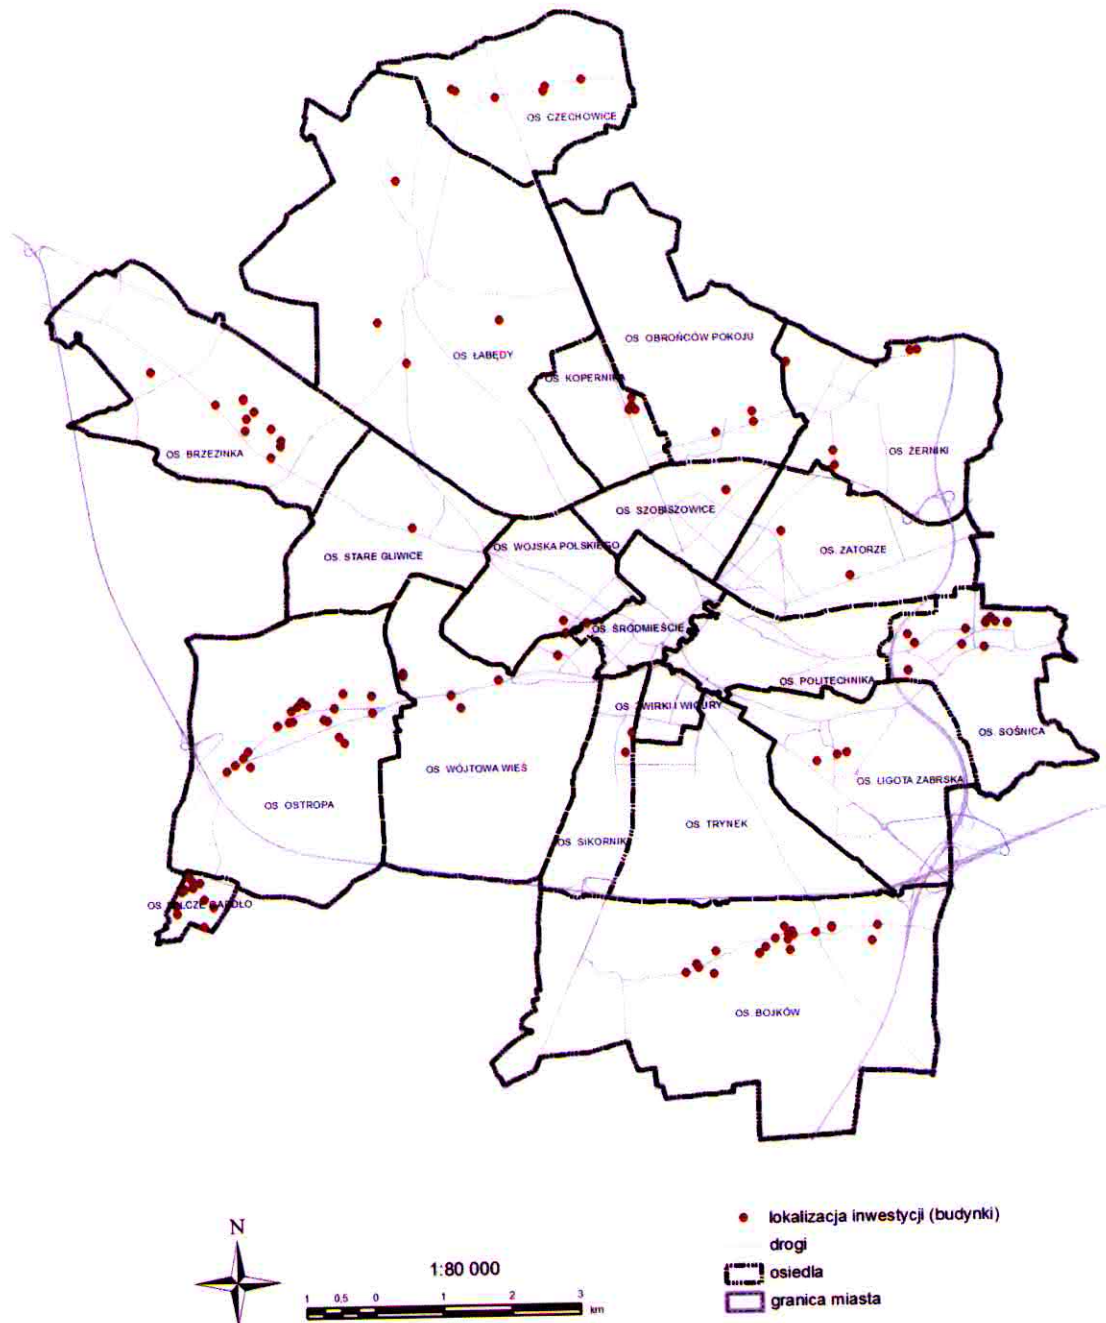 OS. CZECHOWICE
OS. OBROŃCÓW POKOJU
OS. ŁABĘDY
OS. KOPERNIKA
OS. BRZEZINKA
OS. ŻERNIKI
OS. SZOBISZOWICE
OS. STARE GLIWICE
OS. WOJSKA POLSKIEGO
OS. ZATORZE
OS. ŚRÓDMIEŚCIE
OS. POLITECHNIKA
OS. ŻWIRKI I WIGURY
OS. SOŚNICA
OS. WÓJTOWA WIEŚ
OS. LIGOTA ZABRSKA
OS. OSTROPA
OS. TRYNEK
OS. SIKORNIK
OS. WILCZE GARDŁO
OS. BOJKÓW
N
1:80 000
1 0,5 0 1 2 3
km
lokalizacja inwestycji (budynki)
drogi
osiedla
granica miasta